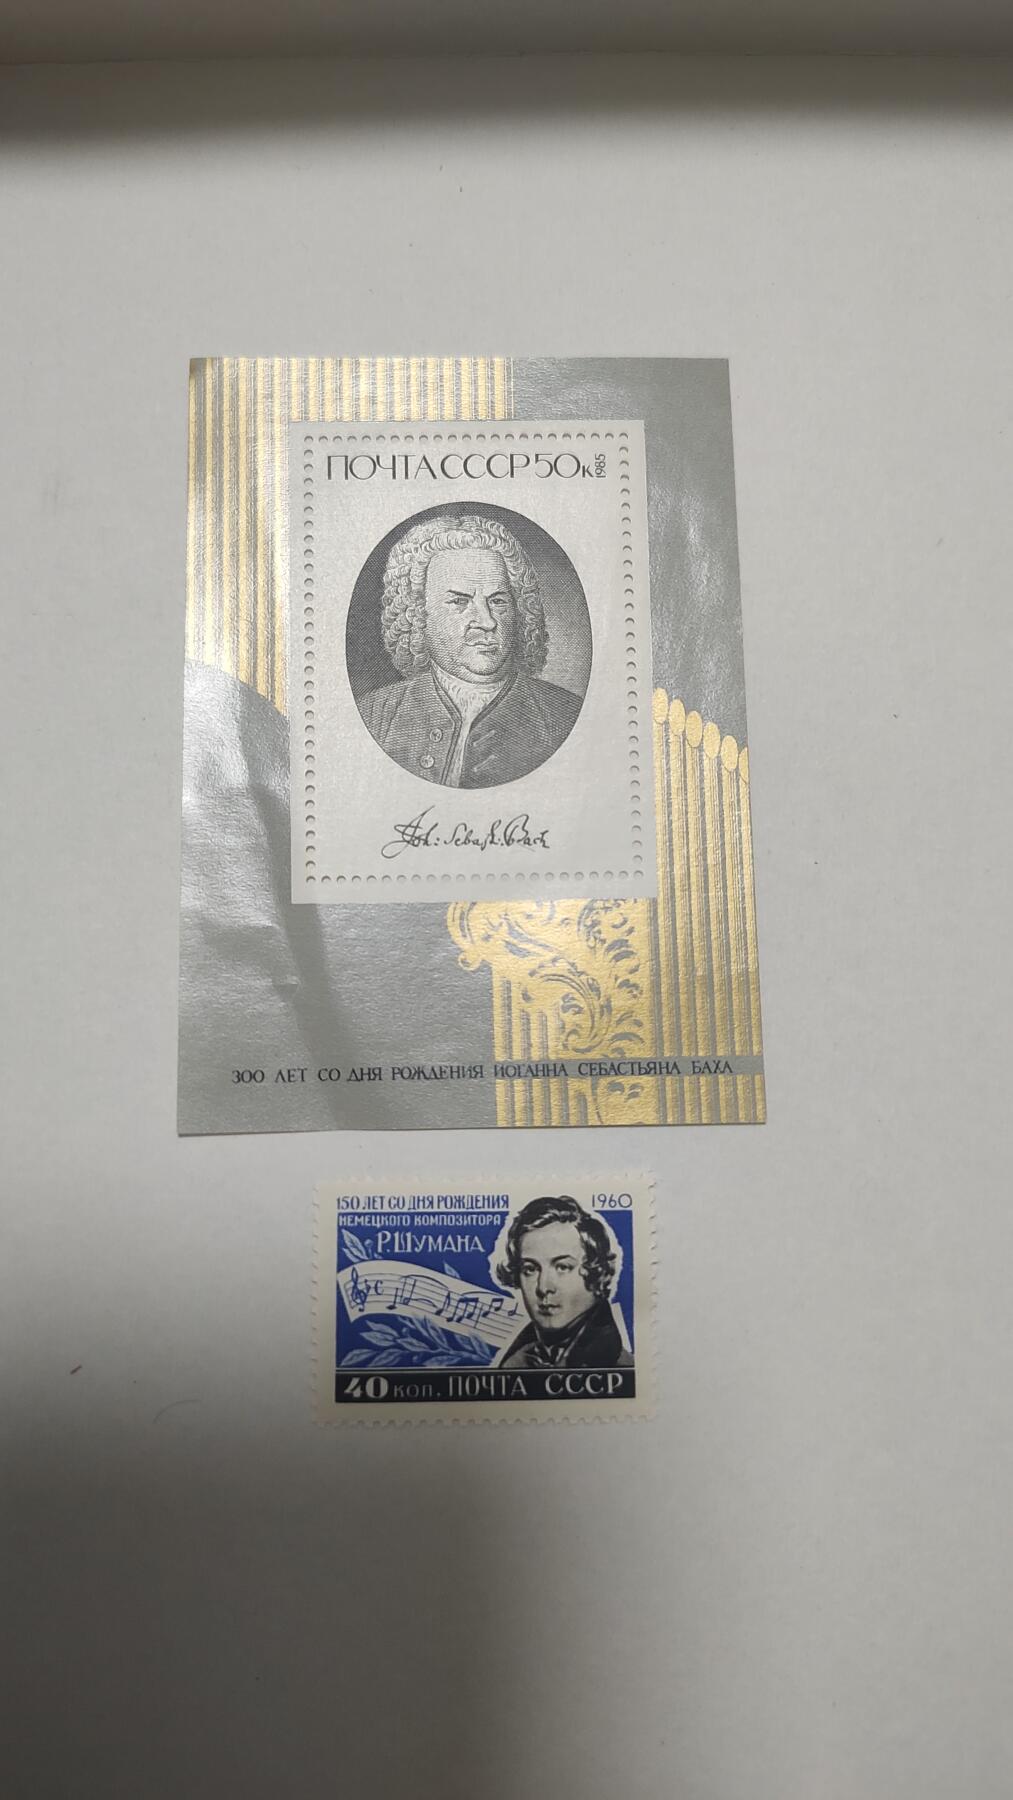 ПОЧТА СССР 50к 1985
Joh: Sebast: Bach
300 ЛЕТ СО ДНЯ РОЖДЕНИЯ ИОГАННА СЕБАСТЬЯНА БАХА
150 ЛЕТ СО ДНЯ РОЖДЕНИЯ 1960
НЕМЕЦКОГО КОМПОЗИТОРА
Р. ШУМАНА
40 КОП. ПОЧТА СССР